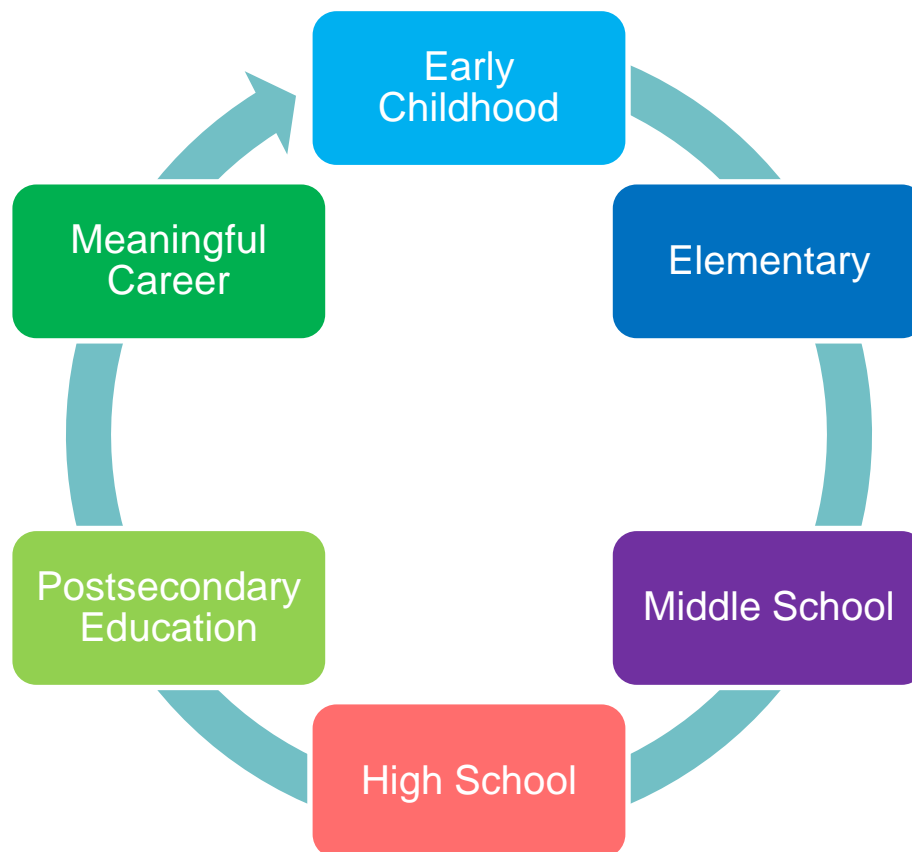 Early
Childhood
Elementary
Middle School
High School
Postsecondary
Education
Meaningful
Career